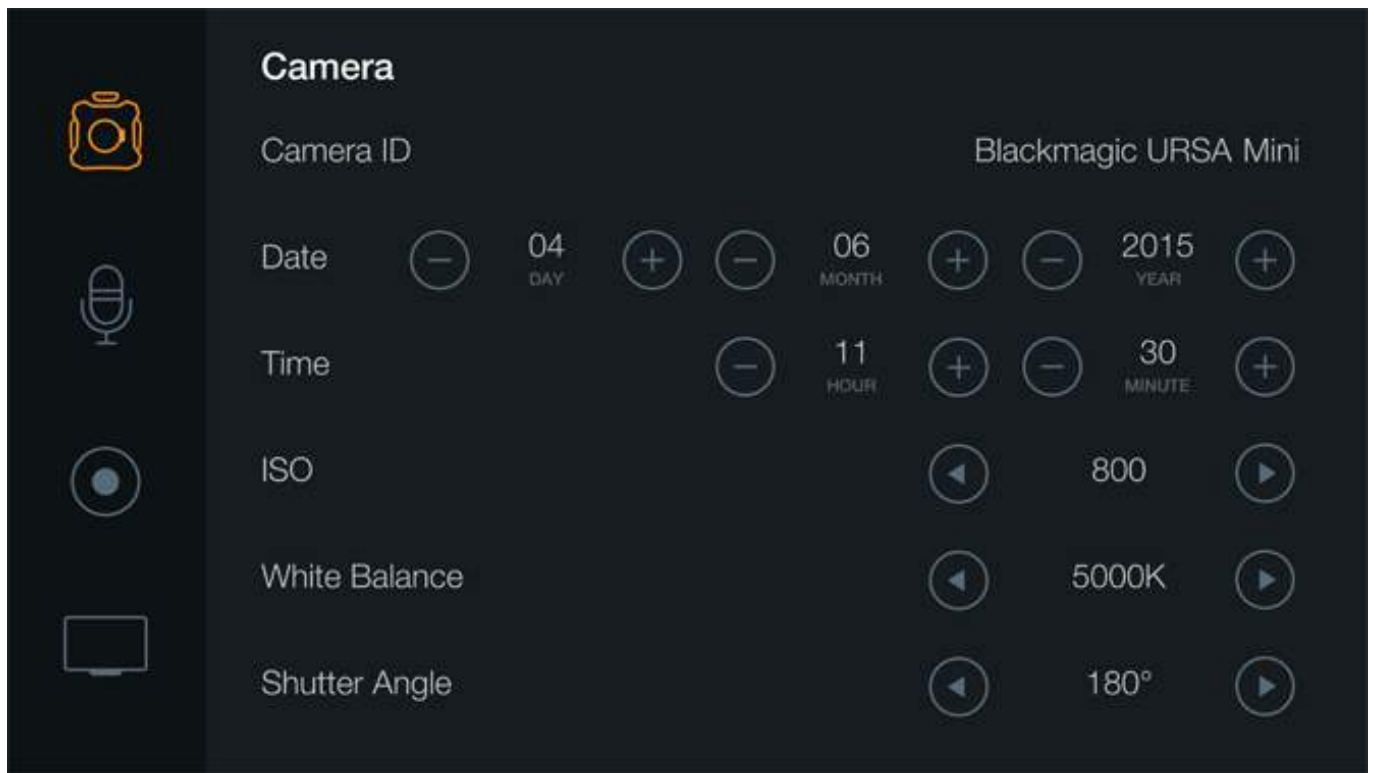 Camera
Camera ID Blackmagic URSA Mini
Date 04 06 2015
DAY MONTH YEAR
Time 11 30
HOUR MINUTE
ISO 800
White Balance 5000K
Shutter Angle 180°